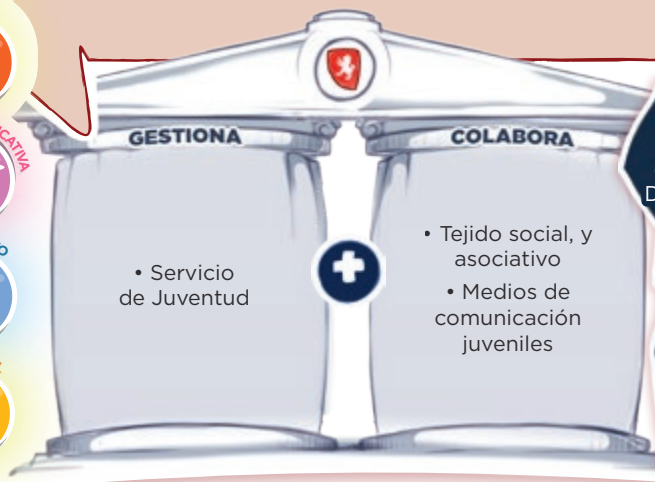 GESTIONA
COLABORA
• Servicio
de Juventud
• Tejido social, y
asociativo
• Medios de
comunicación
juveniles